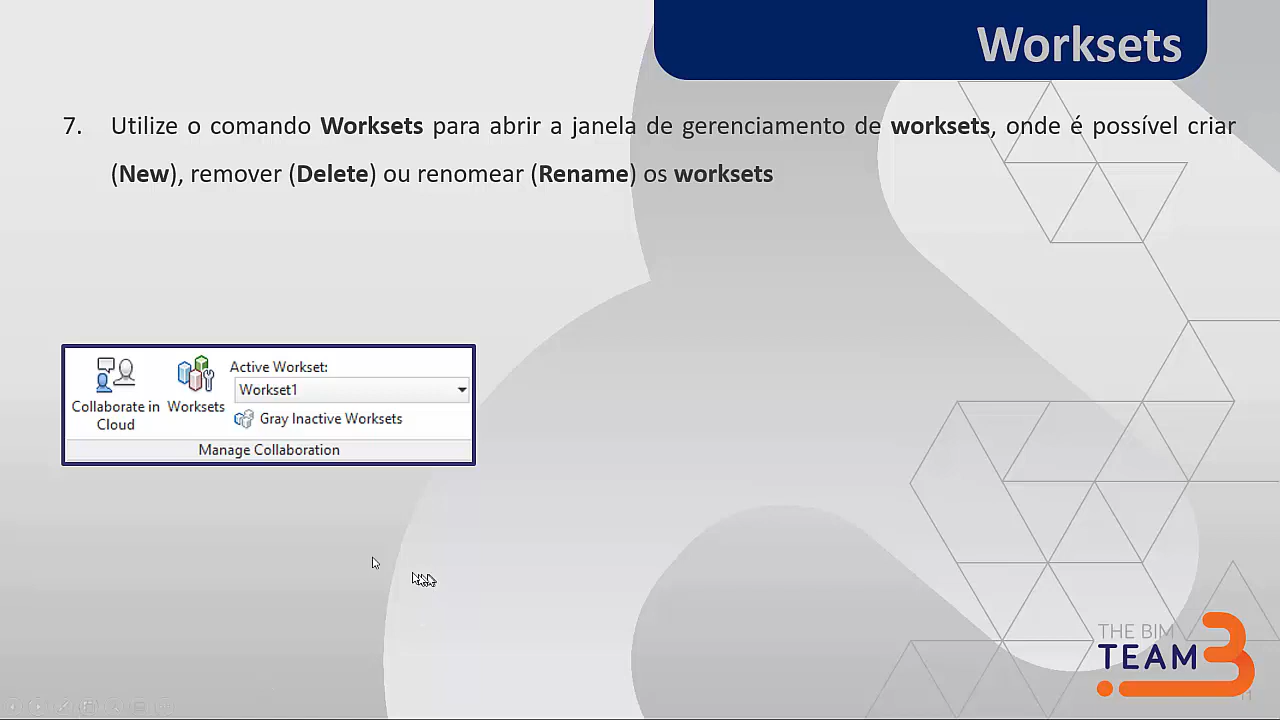 Worksets
7. Utilize o comando Worksets para abrir a janela de gerenciamento de worksets, onde é possível criar
(New), remover (Delete) ou renomear (Rename) os worksets
Collaborate in
Cloud
Worksets
Active Workset:
Workset1
Gray Inactive Worksets
Manage Collaboration
THE BIM
TEAM